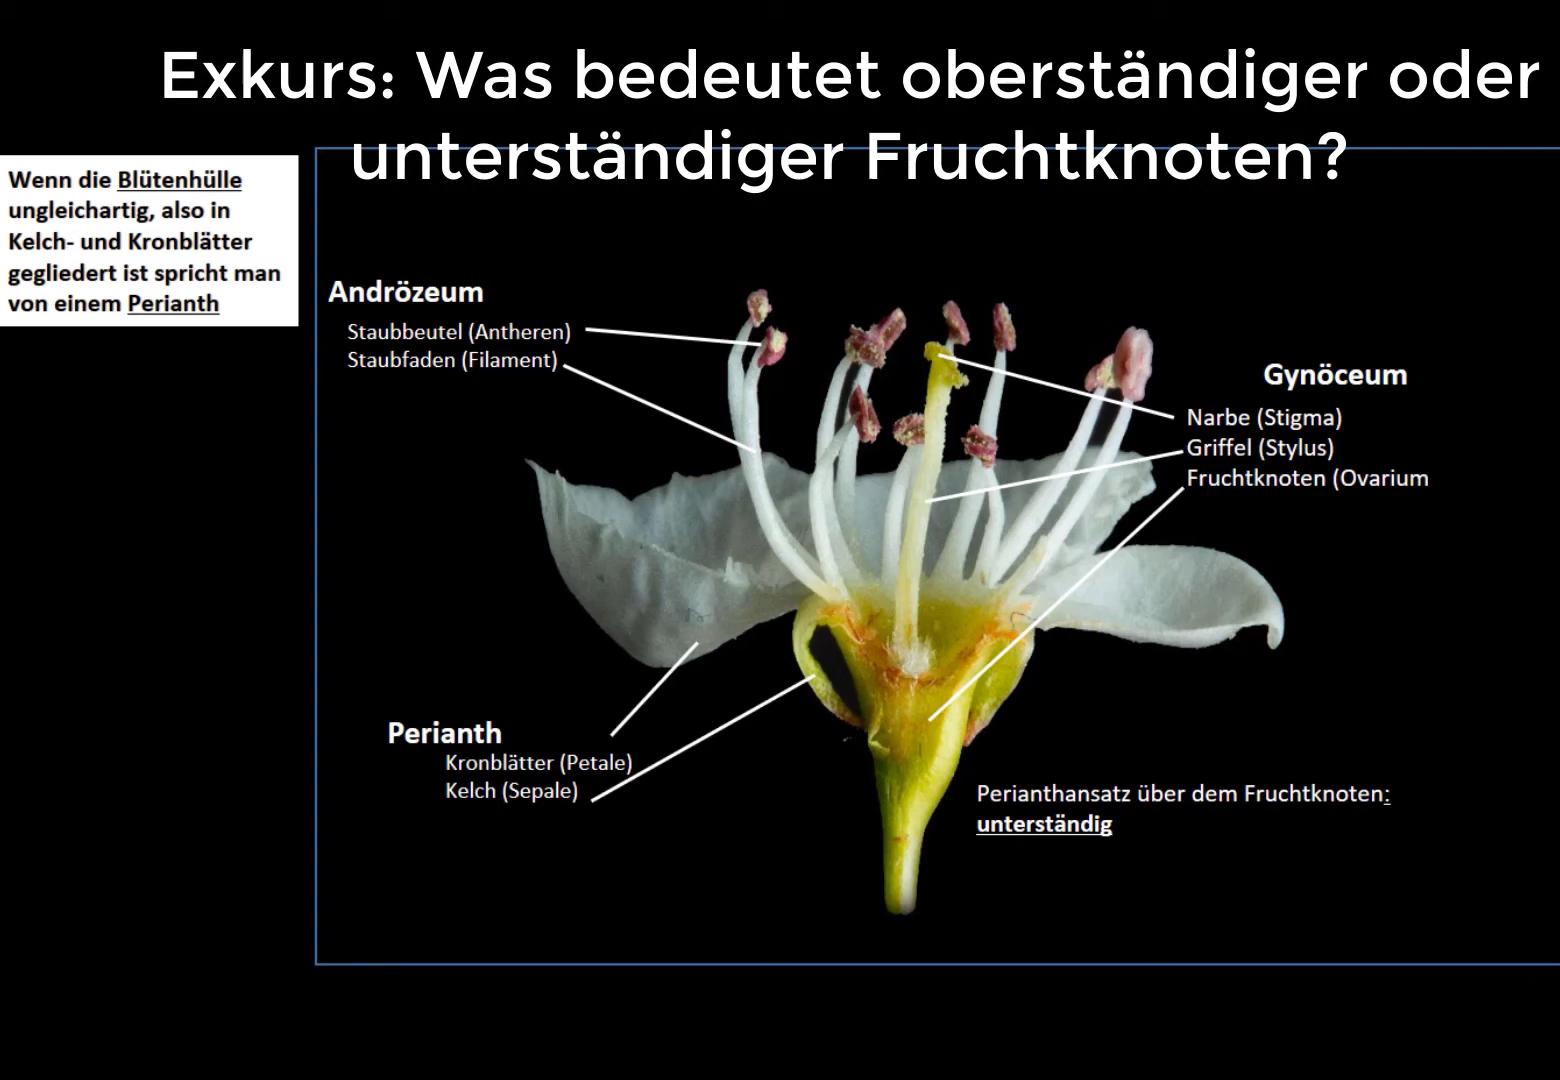 Exkurs: Was bedeutet oberständiger oder
unterständiger Fruchtknoten?
Wenn die Blütenhülle
ungleichartig, also in
Kelch- und Kronblätter
gegliedert ist spricht man
von einem Perianth
Andrözeum
Staubbeutel (Antheren)
Staubfaden (Filament)
Gynöceum
Narbe (Stigma)
Griffel (Stylus)
Fruchtknoten (Ovarium
Perianth
Kronblätter (Petale)
Kelch (Sepale)
Perianthansatz über dem Fruchtknoten:
unterständig